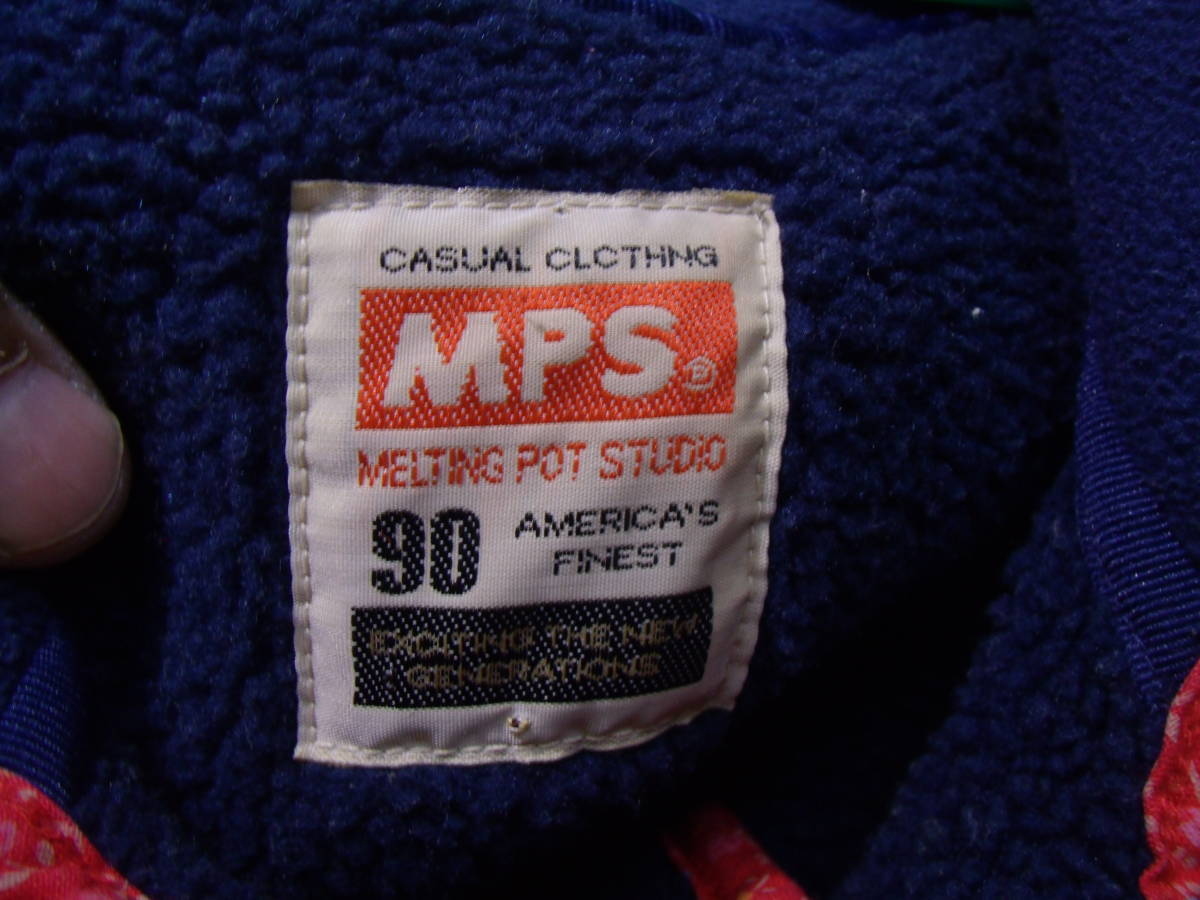 CASUAL CLOTHNG
MPS®
MELTING POT STUDIO
90 AMERICA'S
FINEST
EXCITING THE NEW
GENERATIONS